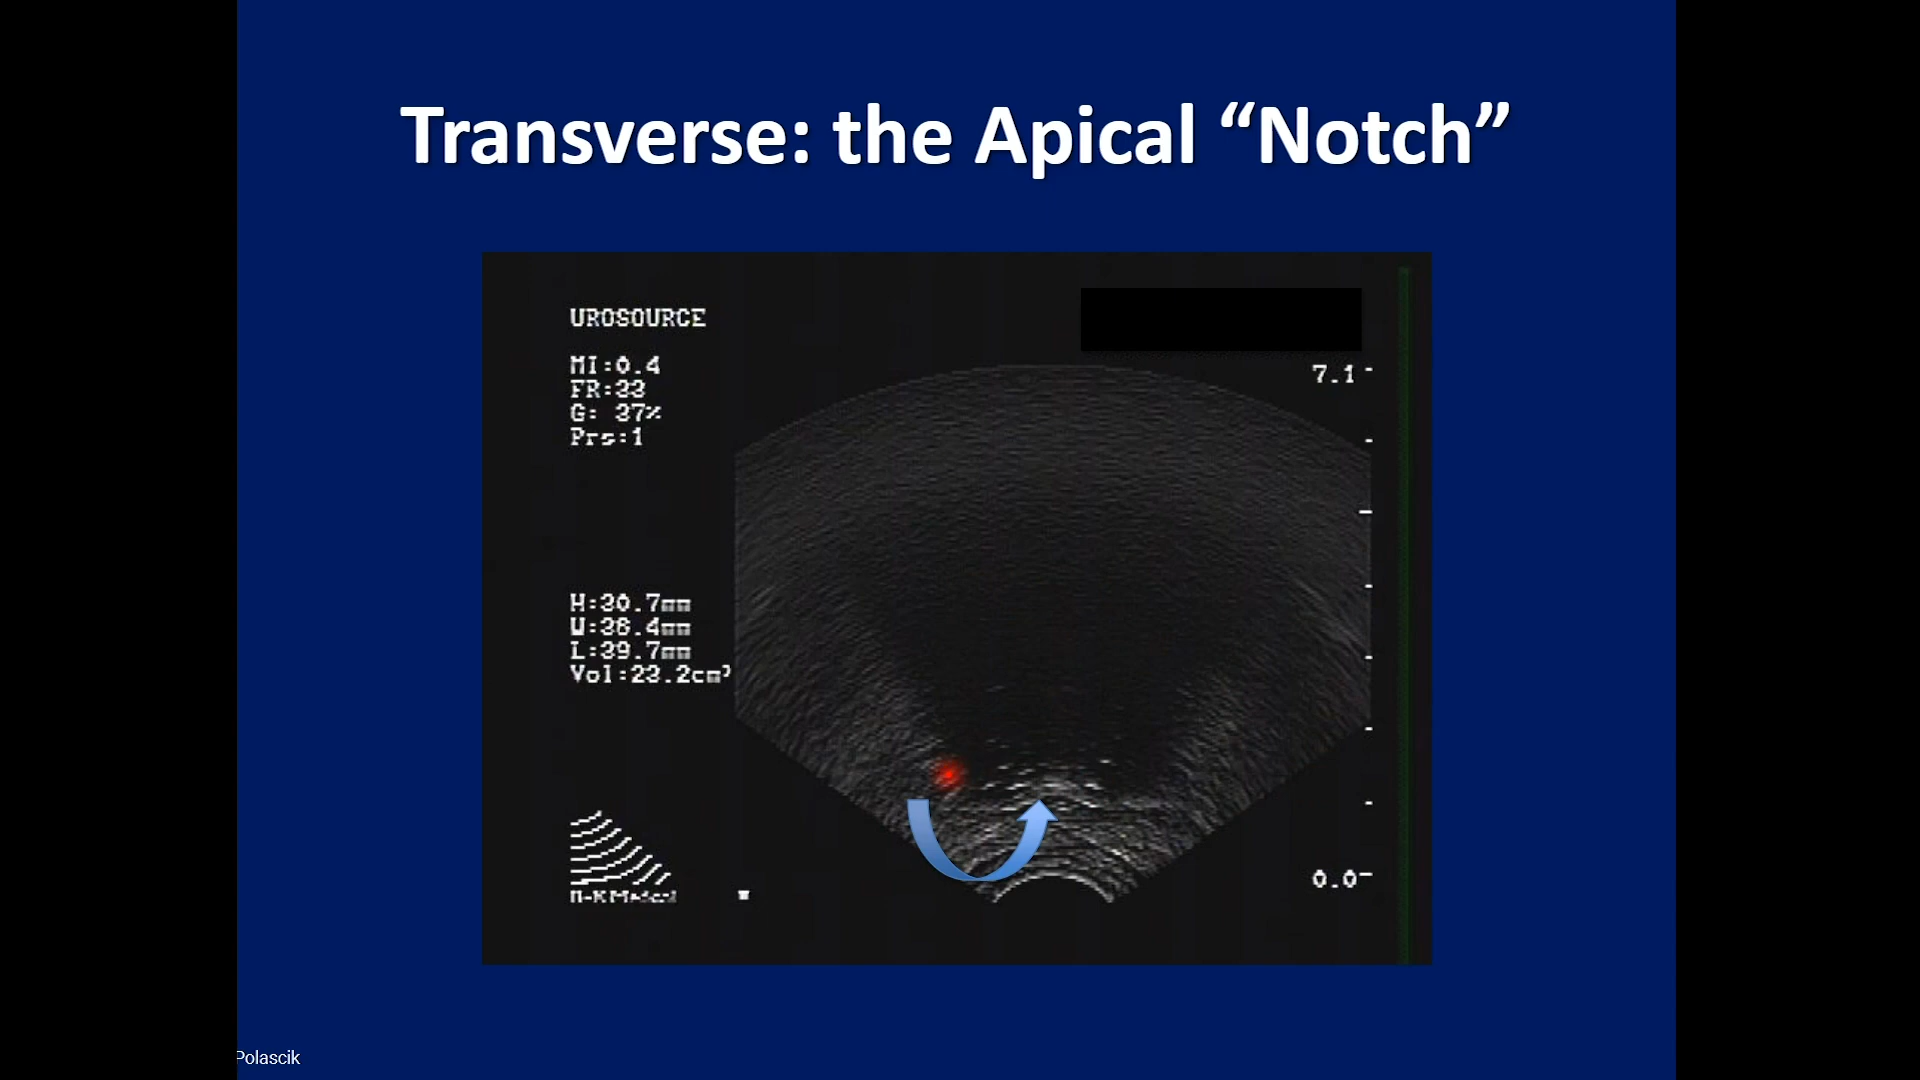 Transverse: the Apical “Notch”
UROSOURCE
MI:0.4
FR:33
G: 37%
Prs:1
7.1
H:30.7mm
W:36.4mm
L:39.7mm
Vol:23.2cm³
0.0
B-K Medical
Polascik